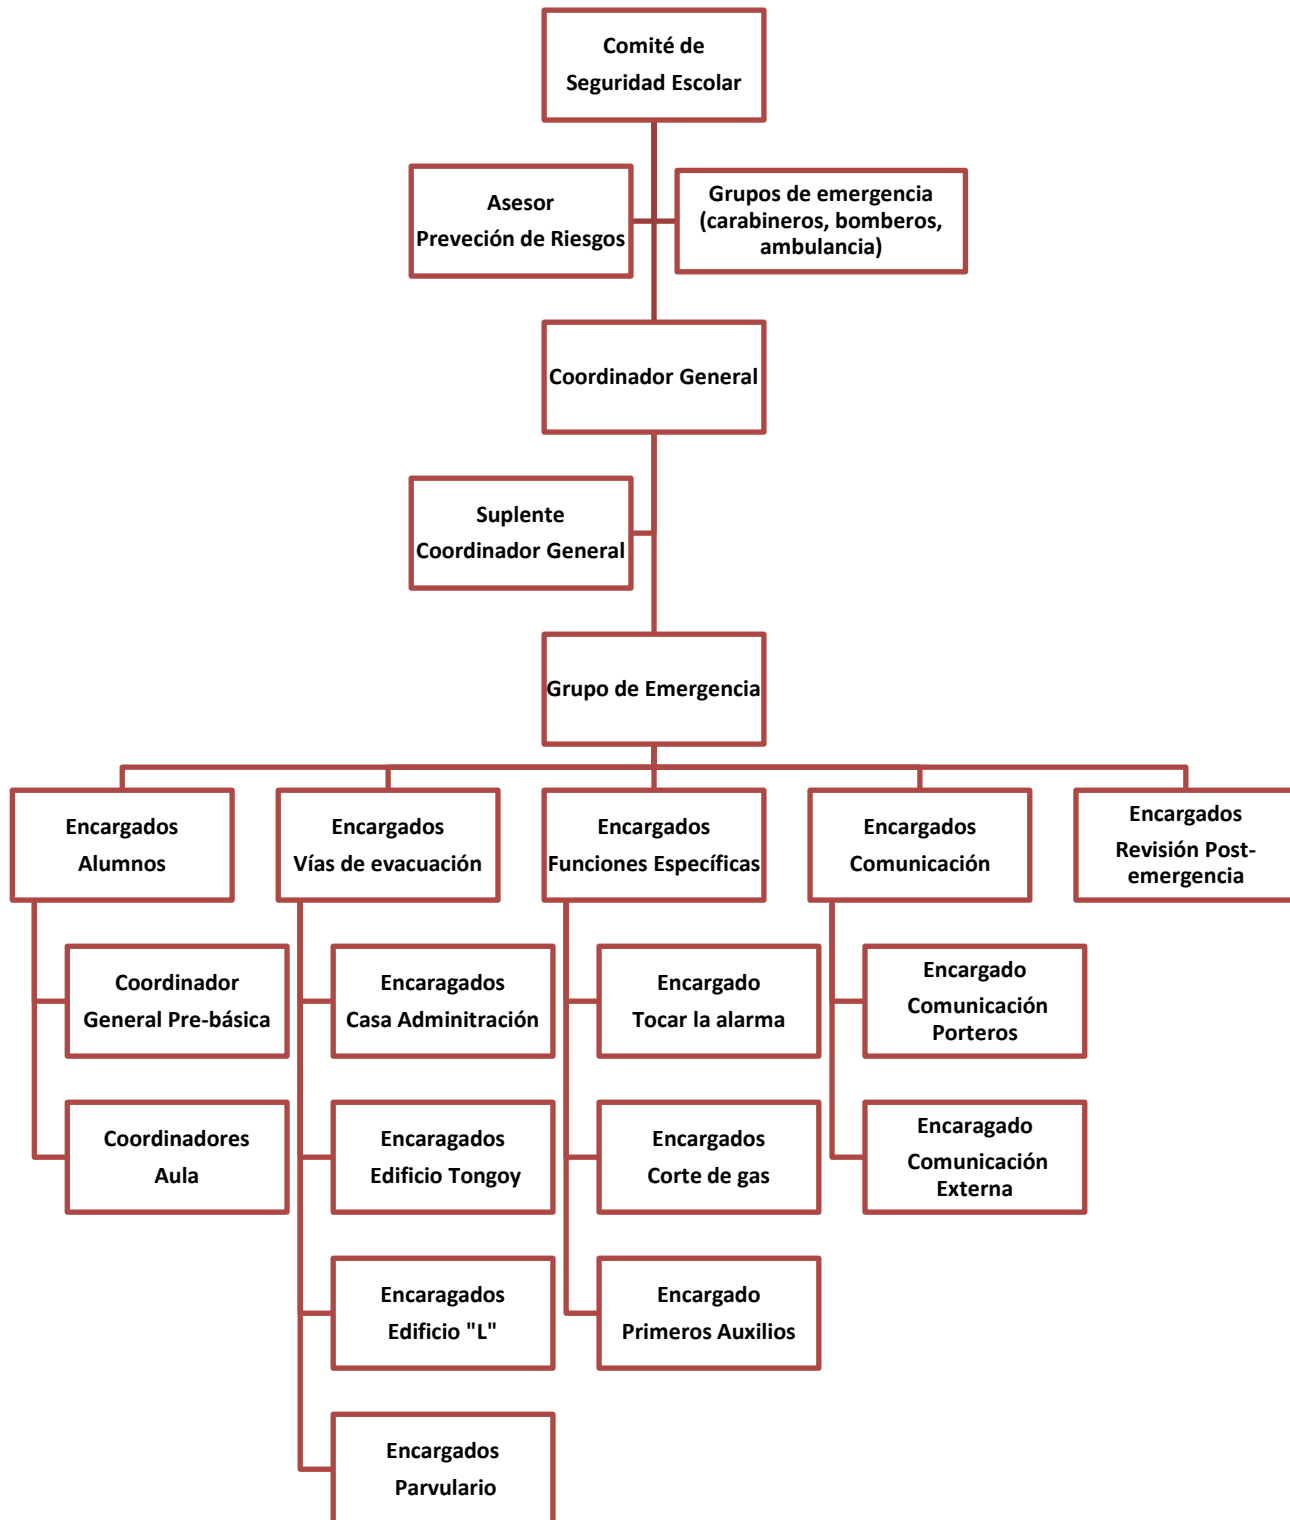 Comité de
Seguridad Escolar
Asesor
Preveción de Riesgos
Grupos de emergencia
(carabineros, bomberos,
ambulancia)
Coordinador General
Suplente
Coordinador General
Grupo de Emergencia
Encargados
Alumnos
Encargados
Vías de evacuación
Encargados
Funciones Específicas
Encargados
Comunicación
Encargados
Revisión Post-
emergencia
Coordinador
General Pre-básica
Encaragados
Casa Adminitración
Encargado
Tocar la alarma
Encargado
Comunicación
Porteros
Coordinadores
Aula
Encaragados
Edificio Tongoy
Encargados
Corte de gas
Encaragado
Comunicación
Externa
Encaragados
Edificio "L"
Encargado
Primeros Auxilios
Encargados
Parvulario